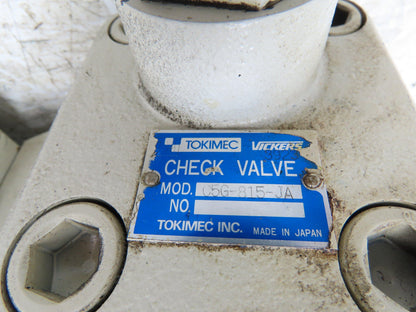 TOKIMEC VICKERS
CHECK VALVE
MOD. C5G-815-JA
NO.
TOKIMEC INC. MADE IN JAPAN